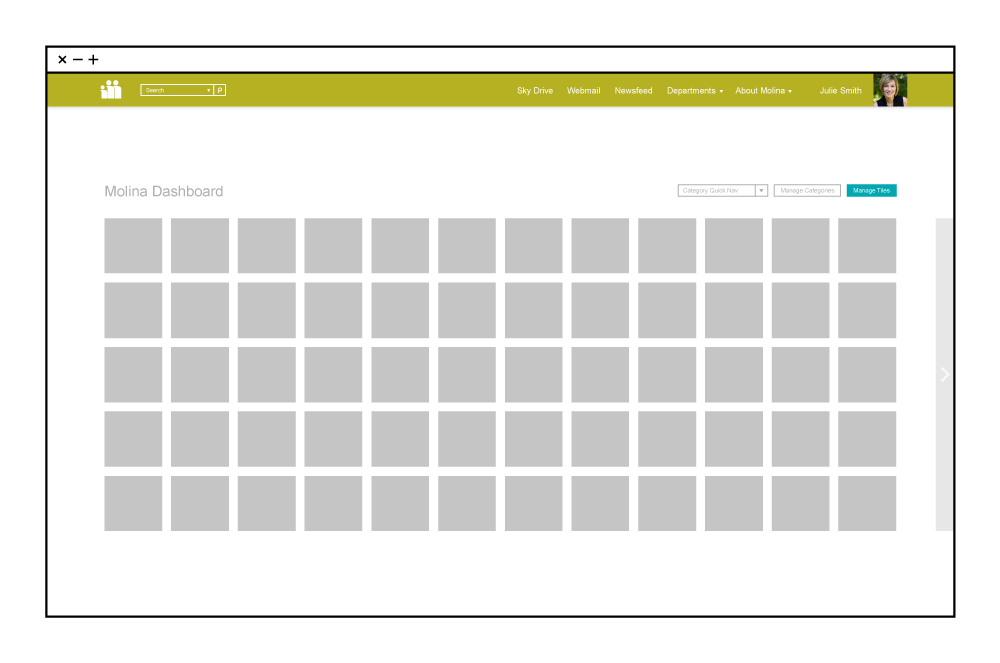 Search
Sky Drive Webmail Newsfeed Departments About Molina Julie Smith
Molina Dashboard
Category Quick Nav Manage Categories Manage Tiles